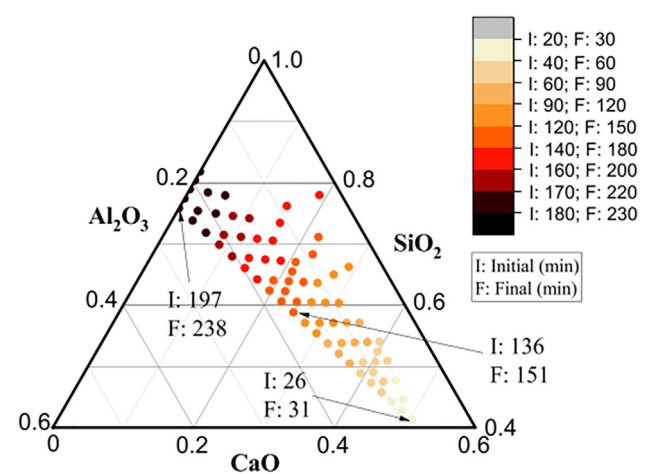 0 1.0
I: 20; F: 30
I: 40; F: 60
I: 60; F: 90
I: 90; F: 120
I: 120; F: 150
I: 140; F: 180
I: 160; F: 200
I: 170; F: 220
I: 180; F: 230
0.2
0.8
Al₂O₃
SiO₂
I: Initial (min)
F: Final (min)
0.4
I: 197
F: 238
0.6
I: 136
F: 151
I: 26
F: 31
0.6
0.4
0
0.2
0.4
0.6
CaO